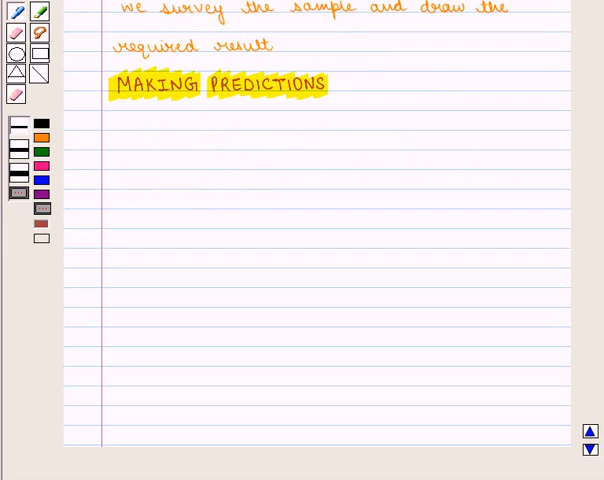 we survey the sample and draw the
required result
MAKING PREDICTIONS